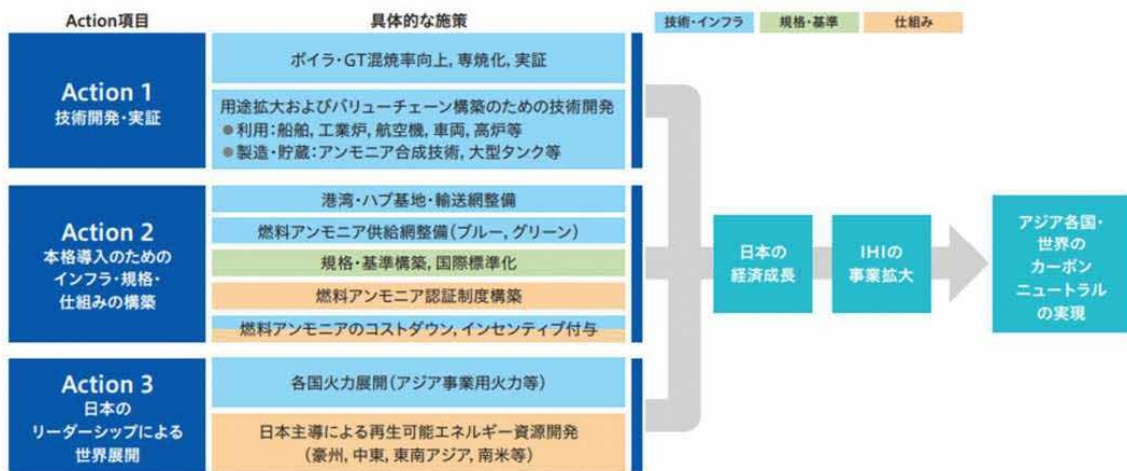 Action項目
具体的な施策
技術・インフラ
規格・基準
仕組み
Action 1
技術開発・実証
ボイラ・GT混焼率向上, 専焼化, 実証
用途拡大およびバリューチェーン構築のための技術開発
●利用:船舶, 工業炉, 航空機, 車両, 高炉等
●製造・貯蔵:アンモニア合成技術, 大型タンク等
Action 2
本格導入のための
インフラ・規格・
仕組みの構築
港湾・ハブ基地・輸送網整備
燃料アンモニア供給網整備(ブルー, グリーン)
規格・基準構築, 国際標準化
燃料アンモニア認証制度構築
燃料アンモニアのコストダウン, インセンティブ付与
Action 3
日本の
リーダーシップによる
世界展開
各国火力展開(アジア事業用火力等)
日本主導による再生可能エネルギー資源開発
(豪州, 中東, 東南アジア, 南米等)
日本の
経済成長
IHIの
事業拡大
アジア各国・
世界の
カーボン
ニュートラル
の実現